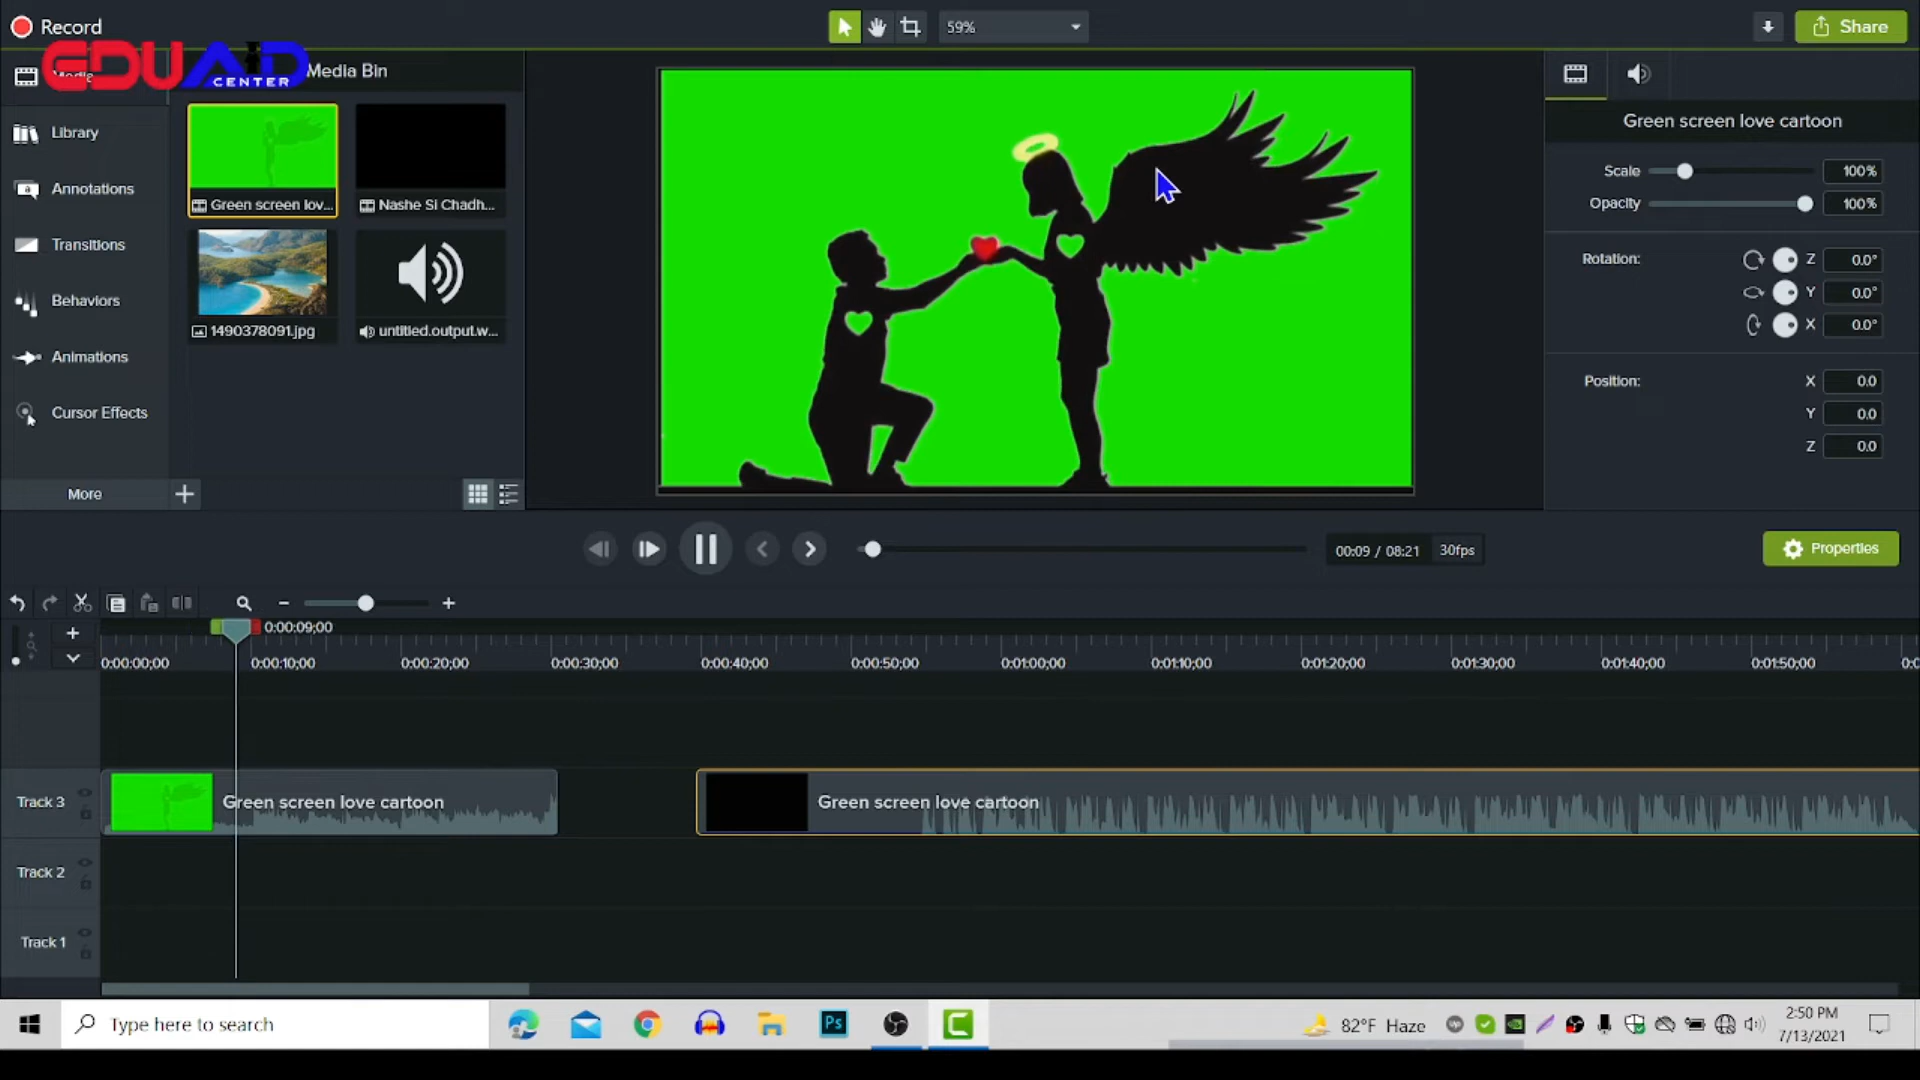 Record
59%
Share
EDUAID
CENTER
Media Bin
Library
Annotations
Transitions
Behaviors
Animations
Cursor Effects
More
Green screen lov...
Nashe Si Chadh...
1490378091.jpg
untitled.output.w...
Green screen love cartoon
Scale
100%
Opacity
100%
Rotation:
Z 0.0°
Y 0.0°
X 0.0°
Position:
X 0.0
Y 0.0
Z 0.0
00:09 / 08:21 30fps
Properties
0:00:09;00
0:00:00;00 0:00:10;00 0:00:20;00 0:00:30;00 0:00:40;00 0:00:50;00 0:01:00;00 0:01:10;00 0:01:20;00 0:01:30;00 0:01:40;00 0:01:50;00
Track 3
Green screen love cartoon
Green screen love cartoon
Track 2
Track 1
Type here to search
Ps
82°F Haze
2:50 PM
7/13/2021